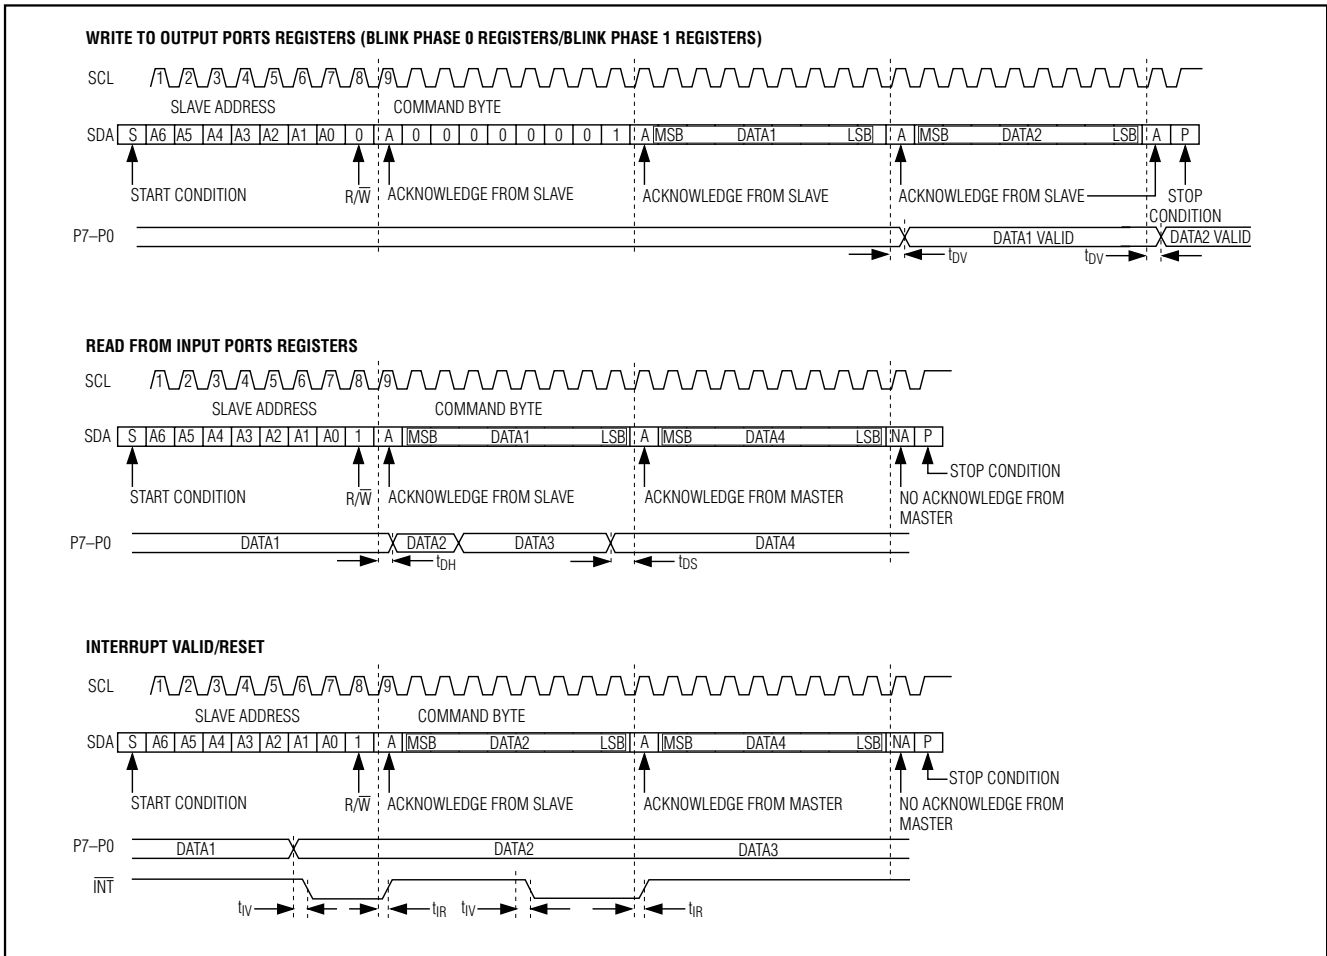 WRITE TO OUTPUT PORTS REGISTERS (BLINK PHASE 0 REGISTERS/BLINK PHASE 1 REGISTERS)
SCL 1 2 3 4 5 6 7 8 9
SLAVE ADDRESS COMMAND BYTE
SDA S A6 A5 A4 A3 A2 A1 A0 0 A 0 0 0 0 0 0 0 1 A MSB DATA1 LSB A MSB DATA2 LSB A P
START CONDITION R/W̅ ACKNOWLEDGE FROM SLAVE ACKNOWLEDGE FROM SLAVE ACKNOWLEDGE FROM SLAVE STOP
CONDITION
P7–P0 DATA1 VALID DATA2 VALID
tDV tDV
READ FROM INPUT PORTS REGISTERS
SCL 1 2 3 4 5 6 7 8 9
SLAVE ADDRESS COMMAND BYTE
SDA S A6 A5 A4 A3 A2 A1 A0 1 A MSB DATA1 LSB A MSB DATA4 LSB NA P
STOP CONDITION
START CONDITION R/W̅ ACKNOWLEDGE FROM SLAVE ACKNOWLEDGE FROM MASTER NO ACKNOWLEDGE FROM
MASTER
P7–P0 DATA1 DATA2 DATA3 DATA4
tDH tDS
INTERRUPT VALID/RESET
SCL 1 2 3 4 5 6 7 8 9
SLAVE ADDRESS COMMAND BYTE
SDA S A6 A5 A4 A3 A2 A1 A0 1 A MSB DATA2 LSB A MSB DATA4 LSB NA P
STOP CONDITION
START CONDITION R/W̅ ACKNOWLEDGE FROM SLAVE ACKNOWLEDGE FROM MASTER NO ACKNOWLEDGE FROM
MASTER
P7–P0 DATA1 DATA2 DATA3
I̅N̅T̅
tIV tIR tIV tIR